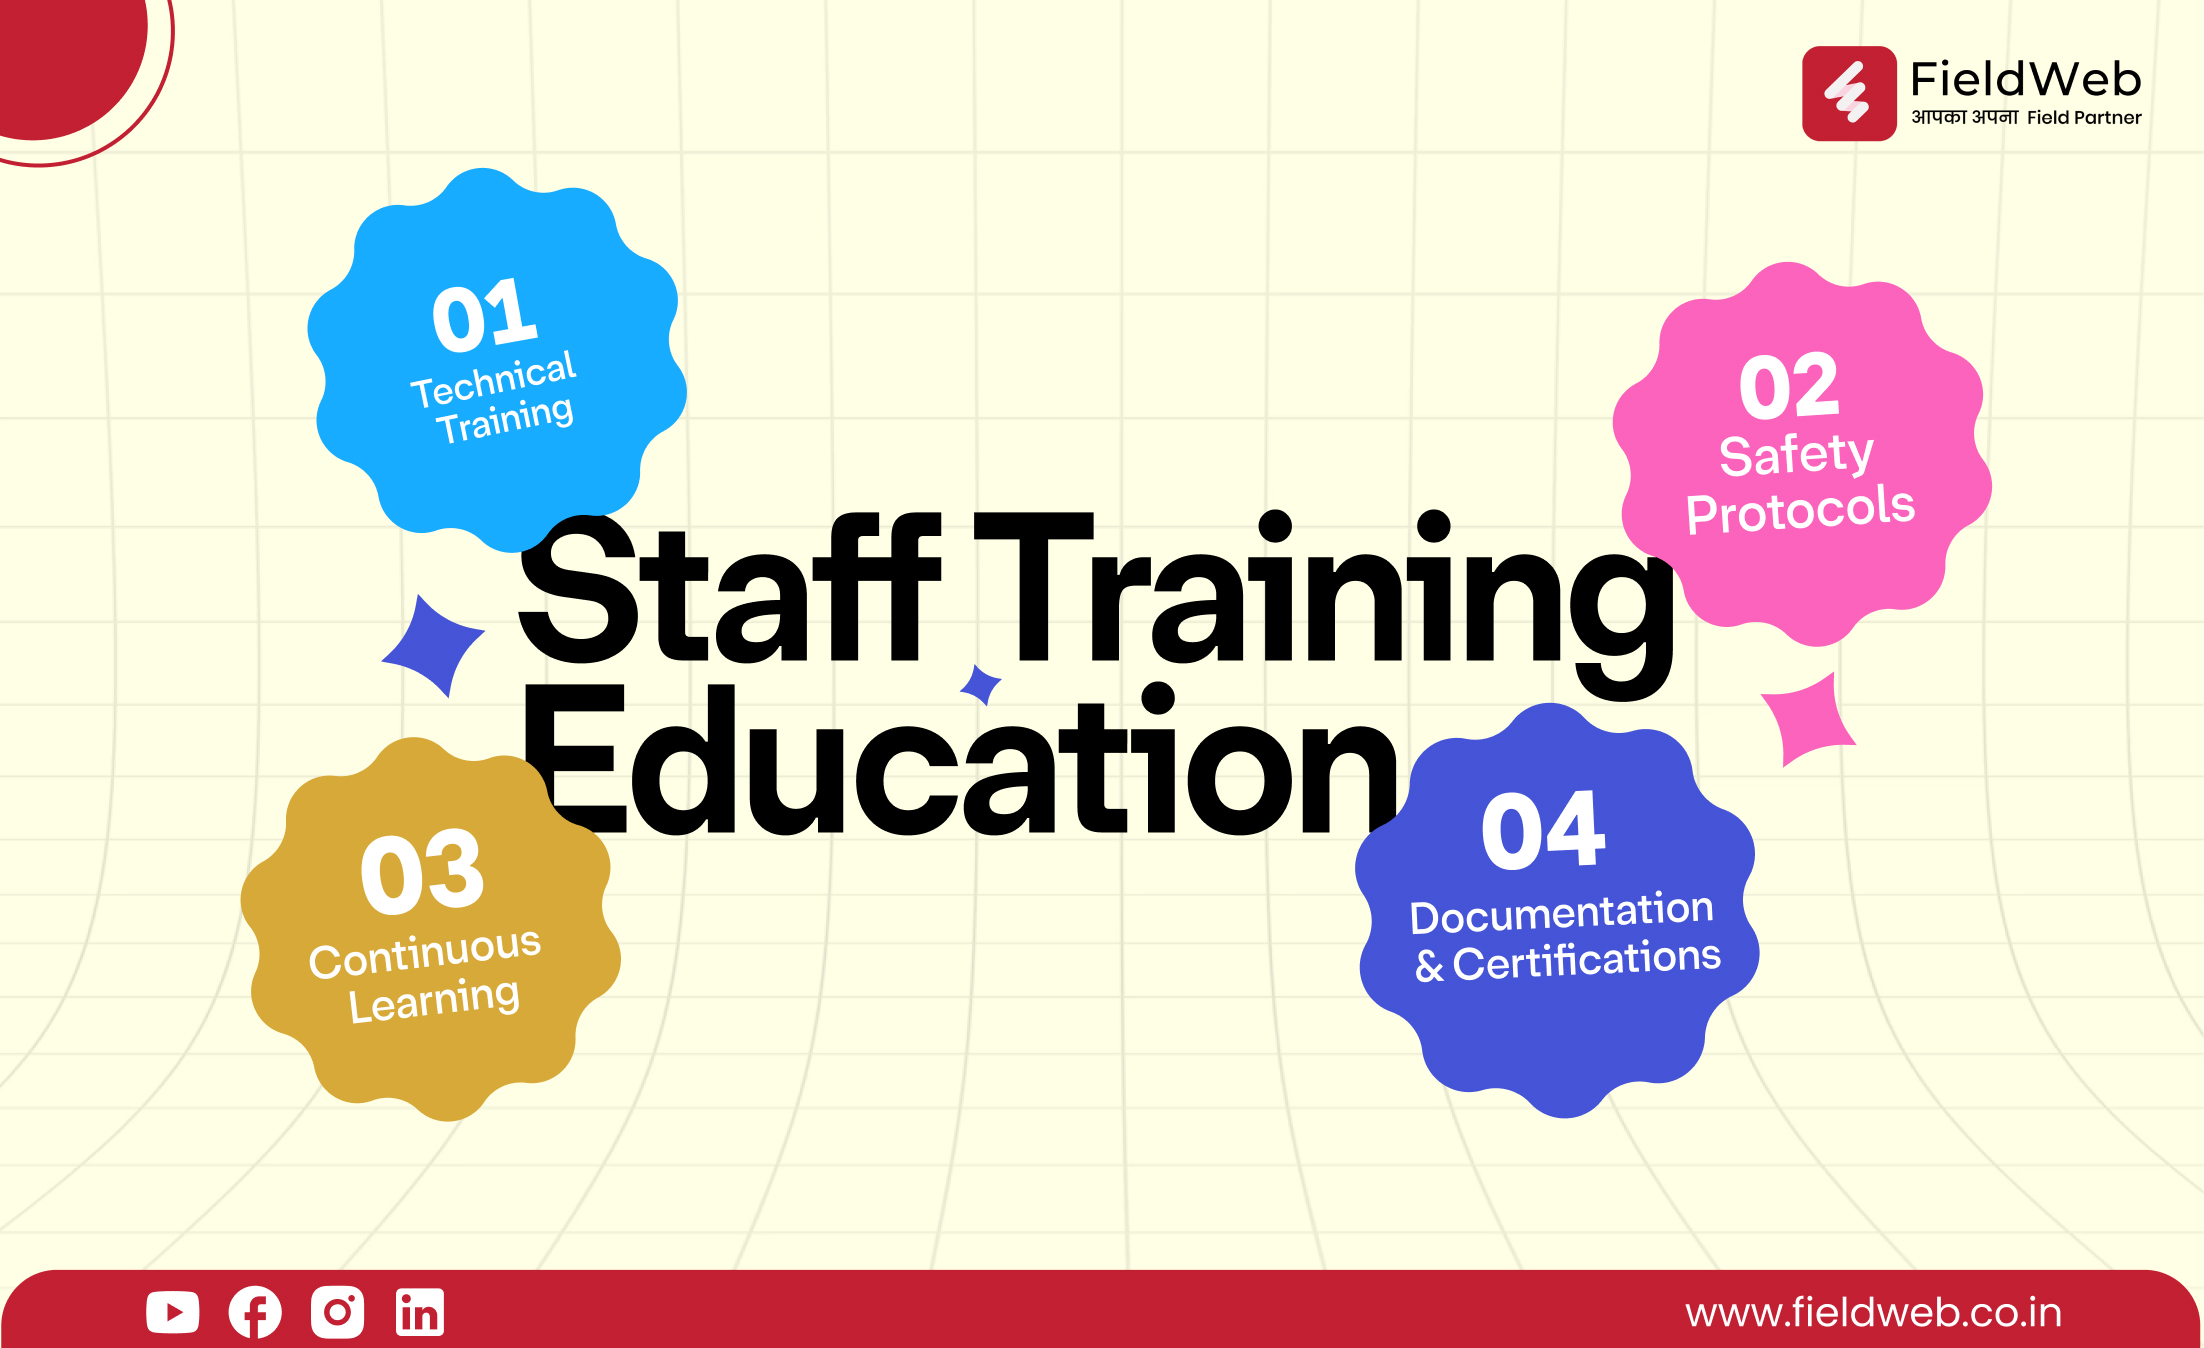 FieldWeb
आपका अपना Field Partner
01
Technical
Training
02
Safety
Protocols
Staff Training
Education
03
Continuous
Learning
04
Documentation
& Certifications
www.fieldweb.co.in